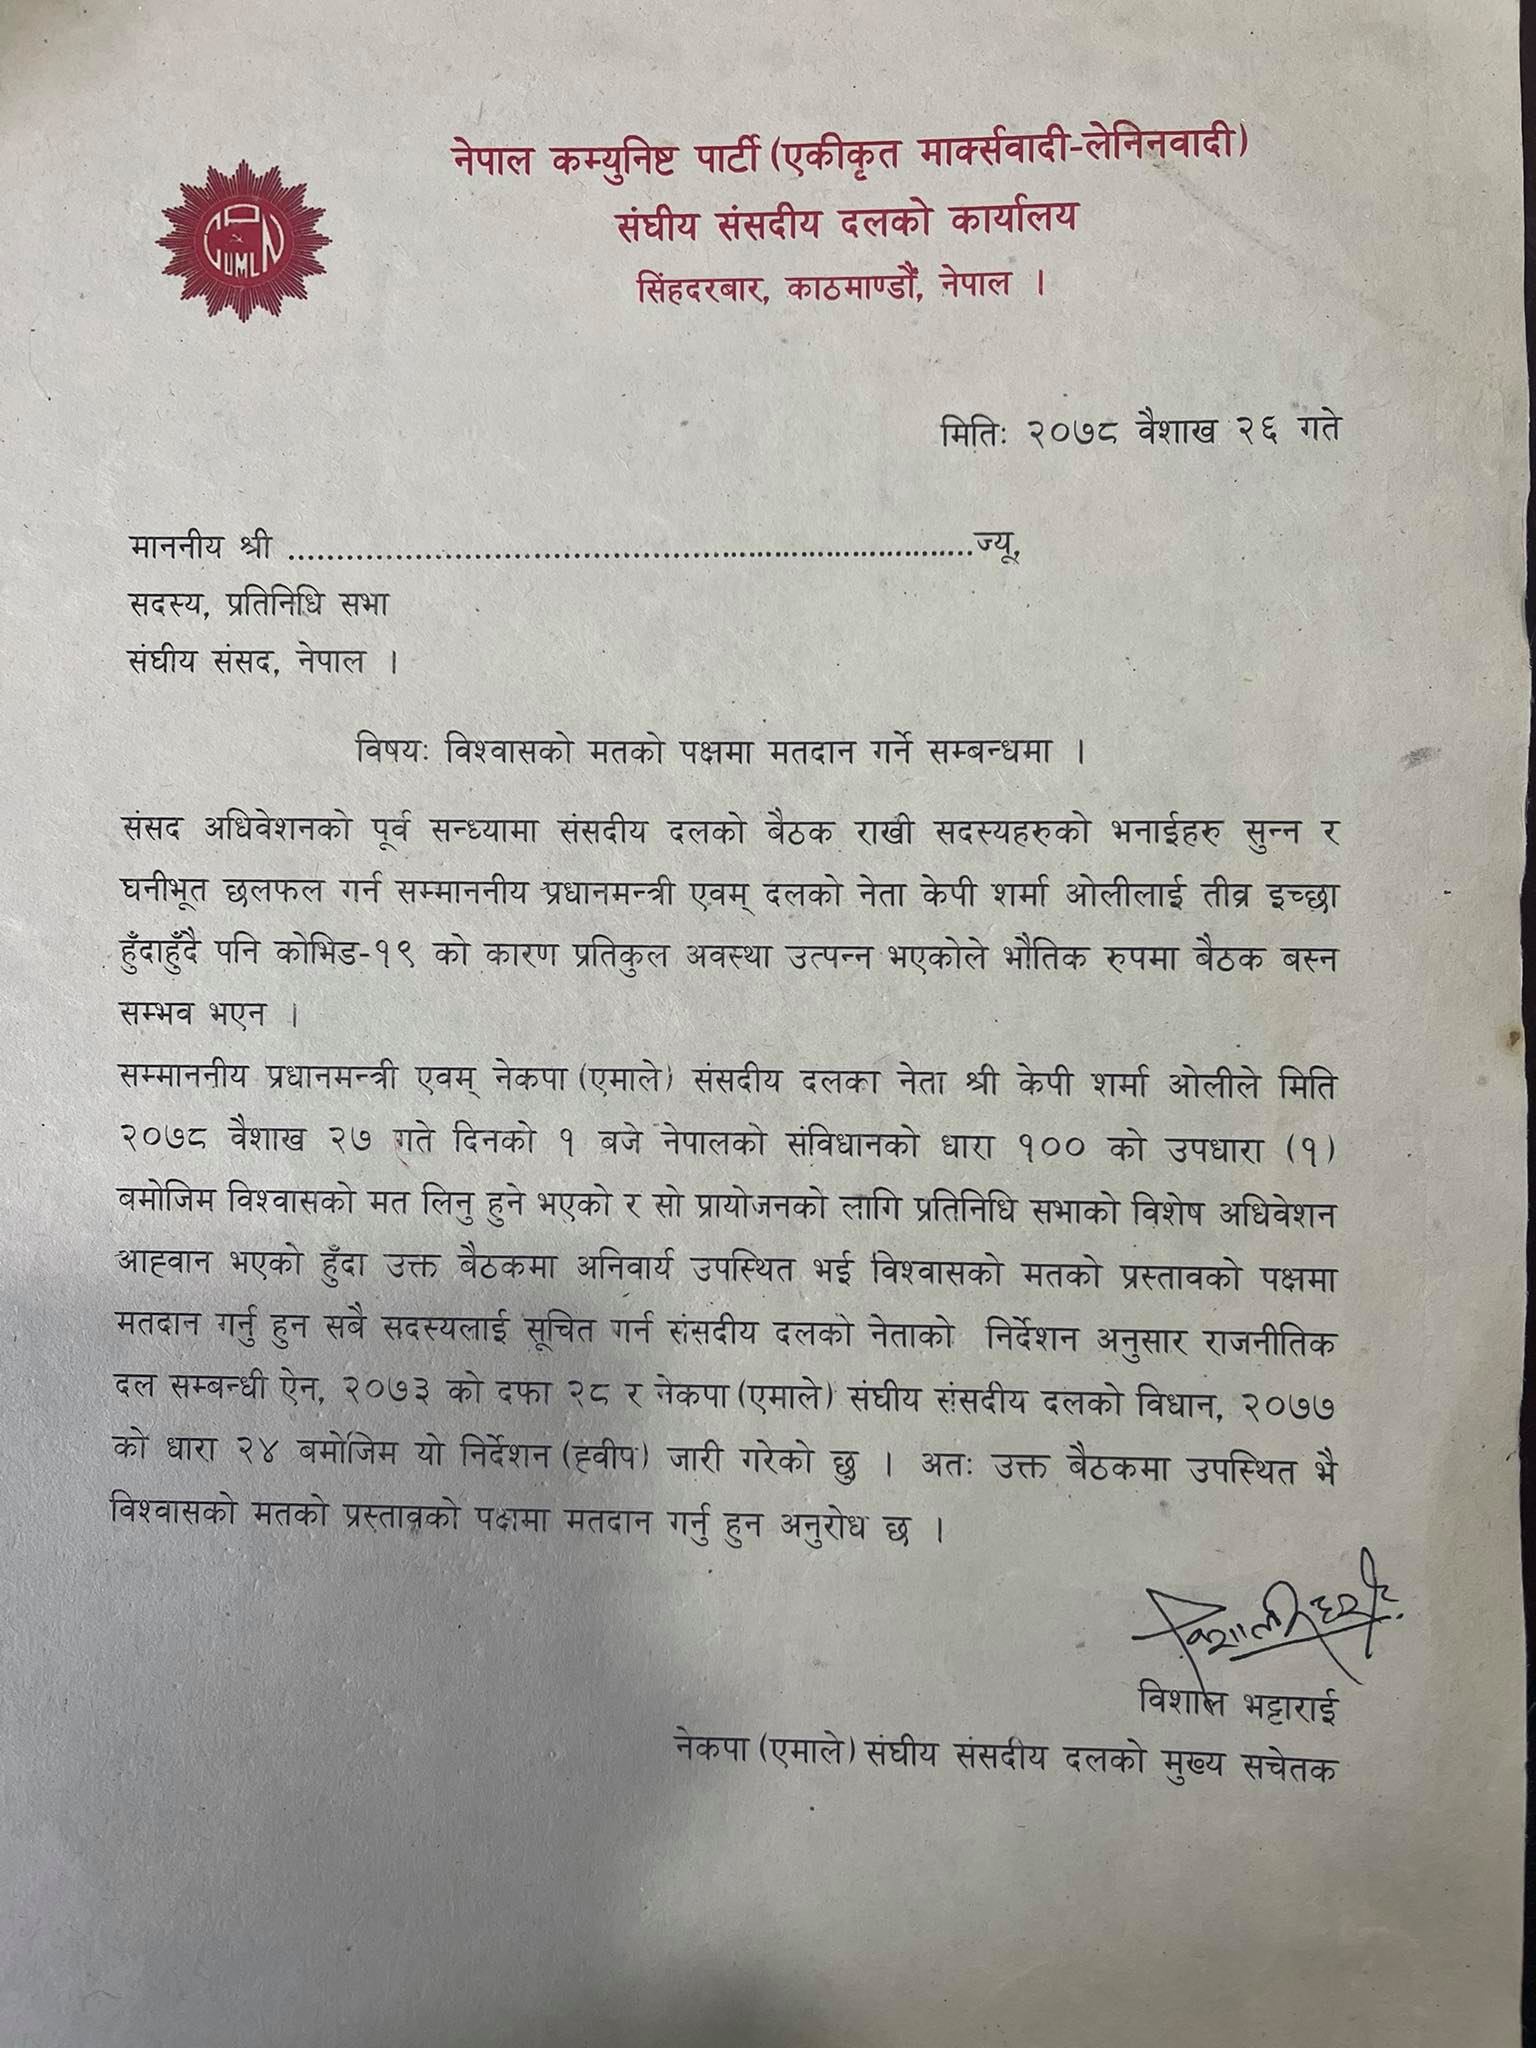 नेपाल कम्युनिष्ट पार्टी (एकीकृत मार्क्सवादी-लेनिनवादी)
संघीय संसदीय दलको कार्यालय
सिंहदरबार, काठमाण्डौं, नेपाल ।
CPN UML
मितिः २०७८ वैशाख २६ गते
माननीय श्री ........................................................................ज्यू,
सदस्य, प्रतिनिधि सभा
संघीय संसद, नेपाल ।
विषयः विश्वासको मतको पक्षमा मतदान गर्ने सम्बन्धमा ।
संसद अधिवेशनको पूर्व सन्ध्यामा संसदीय दलको बैठक राखी सदस्यहरुको भनाईहरु सुन्न र
घनीभूत छलफल गर्न सम्माननीय प्रधानमन्त्री एवम् दलको नेता केपी शर्मा ओलीलाई तीव्र इच्छा
हुँदाहुँदै पनि कोभिड-१९ को कारण प्रतिकुल अवस्था उत्पन्न भएकोले भौतिक रुपमा बैठक बस्न
सम्भव भएन ।
सम्माननीय प्रधानमन्त्री एवम् नेकपा (एमाले) संसदीय दलका नेता श्री केपी शर्मा ओलीले मिति
२०७८ वैशाख २७ गते दिनको १ बजे नेपालको संविधानको धारा १०० को उपधारा (१)
बमोजिम विश्वासको मत लिनु हुने भएको र सो प्रायोजनको लागि प्रतिनिधि सभाको विशेष अधिवेशन
आह्वान भएको हुँदा उक्त बैठकमा अनिवार्य उपस्थित भई विश्वासको मतको प्रस्तावको पक्षमा
मतदान गर्नु हुन सबै सदस्यलाई सूचित गर्न संसदीय दलको नेताको निर्देशन अनुसार राजनीतिक
दल सम्बन्धी ऐन, २०७३ को दफा २८ र नेकपा (एमाले) संघीय संसदीय दलको विधान, २०७७
को धारा २४ बमोजिम यो निर्देशन (ह्वीप) जारी गरेको छु । अतः उक्त बैठकमा उपस्थित भै
विश्वासको मतको प्रस्तावको पक्षमा मतदान गर्नु हुन अनुरोध छ ।
विशाल भट्टाराई
नेकपा (एमाले) संघीय संसदीय दलको मुख्य सचेतक